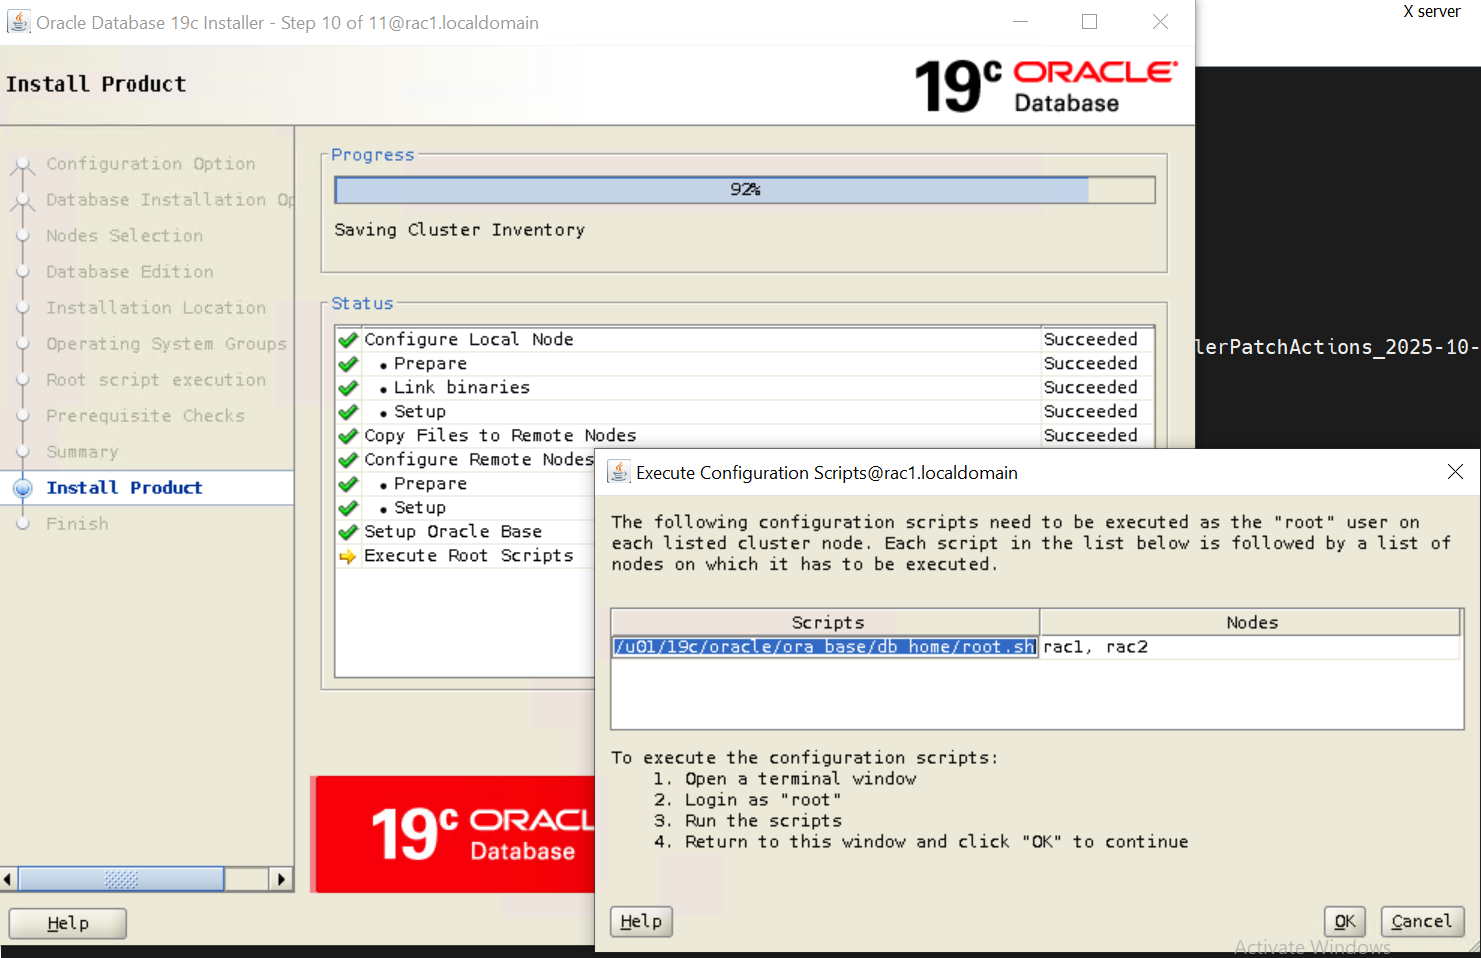 Oracle Database 19c Installer - Step 10 of 11@rac1.localdomain
X server
Install Product
19c ORACLE
Database
Configuration Option
Database Installation Op
Nodes Selection
Database Edition
Installation Location
Operating System Groups
Root script execution
Prerequisite Checks
Summary
Install Product
Finish
Help
Progress
92%
Saving Cluster Inventory
Status
Configure Local Node Succeeded
• Prepare Succeeded
• Link binaries Succeeded
• Setup Succeeded
Copy Files to Remote Nodes Succeeded
Configure Remote Nodes
• Prepare
• Setup
Setup Oracle Base
Execute Root Scripts
19c ORACL
Database
lerPatchActions_2025-10-
Execute Configuration Scripts@rac1.localdomain
The following configuration scripts need to be executed as the "root" user on
each listed cluster node. Each script in the list below is followed by a list of
nodes on which it has to be executed.
Scripts Nodes
/u01/19c/oracle/ora_base/db_home/root.sh rac1, rac2
To execute the configuration scripts:
1. Open a terminal window
2. Login as "root"
3. Run the scripts
4. Return to this window and click "OK" to continue
Help OK Cancel
Activate Windows